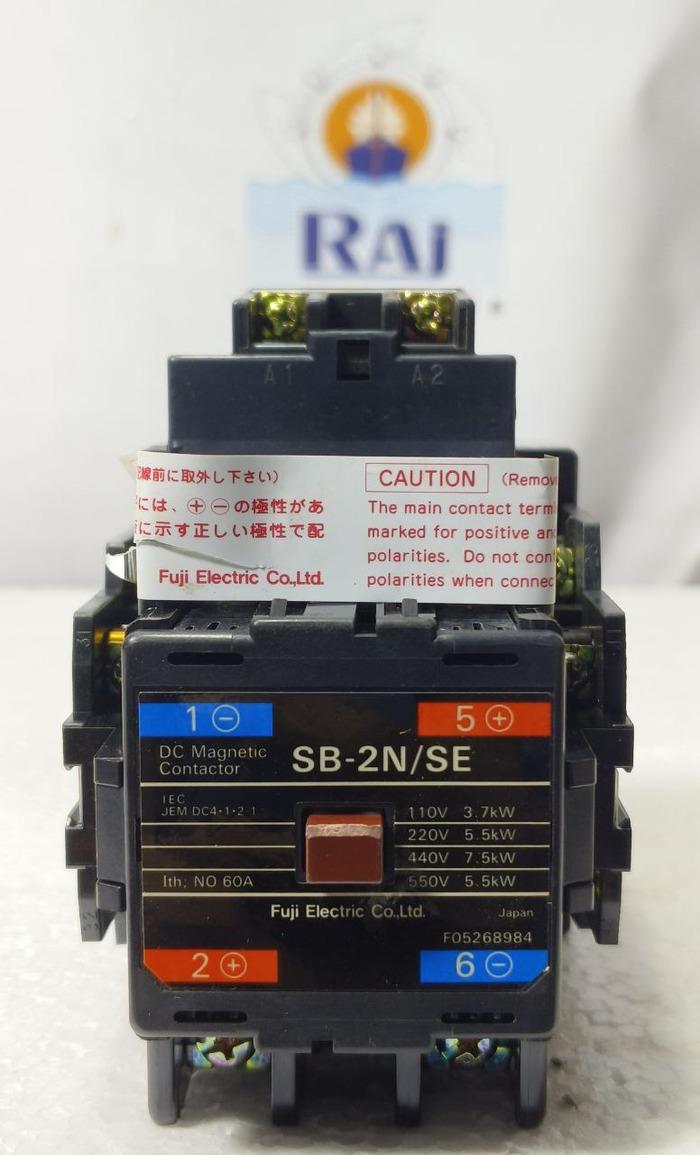 RAJ
A1 A2
線前に取外し下さい）
には、⊕⊖の極性があ
に示す正しい極性で配
Fuji Electric Co.,Ltd.
CAUTION (Remov
The main contact term
marked for positive an
polarities. Do not con
polarities when connec
1 ⊖ 5 ⊕
DC Magnetic
Contactor
SB-2N/SE
IEC
JEM DC4·1·2-1
110V 3.7kW
220V 5.5kW
440V 7.5kW
Ith; NO 60A 550V 5.5kW
Fuji Electric Co.,Ltd. Japan
F05268984
2 ⊕ 6 ⊖